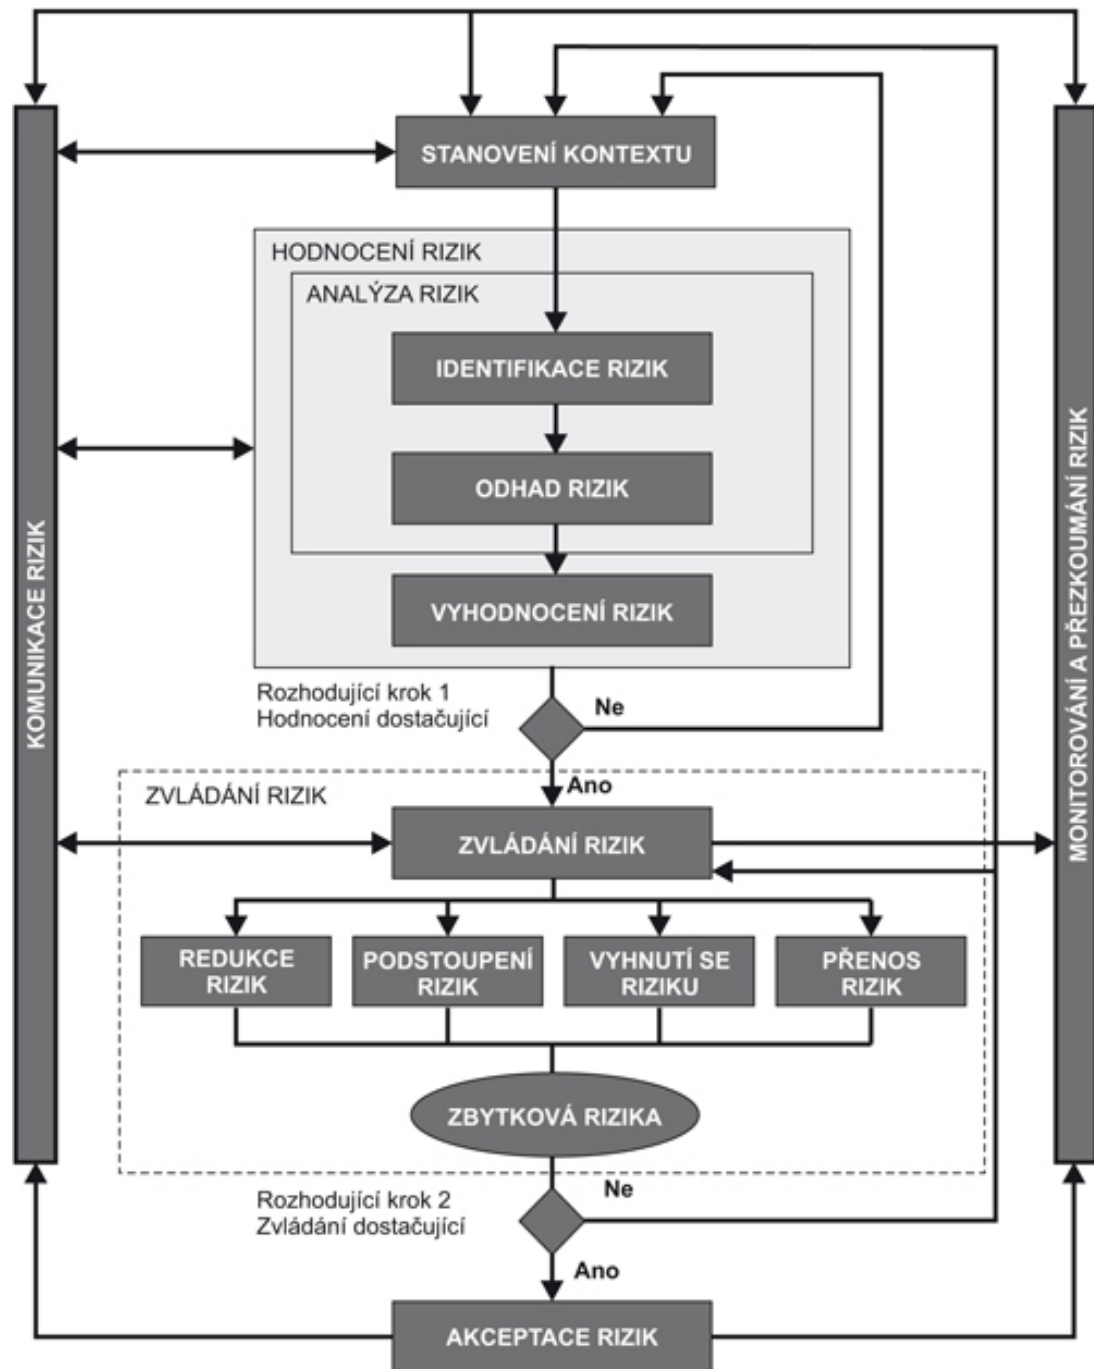 STANOVENÍ KONTEXTU
HODNOCENÍ RIZIK
ANALÝZA RIZIK
IDENTIFIKACE RIZIK
ODHAD RIZIK
VYHODNOCENÍ RIZIK
KOMUNIKACE RIZIK
MONITOROVÁNÍ A PŘEZKOUMÁNÍ RIZIK
Rozhodující krok 1
Hodnocení dostačující
Ne
Ano
ZVLÁDÁNÍ RIZIK
ZVLÁDÁNÍ RIZIK
REDUKCE
RIZIK
PODSTOUPENÍ
RIZIK
VYHNUTÍ SE
RIZIKU
PŘENOS
RIZIK
ZBYTKOVÁ RIZIKA
Rozhodující krok 2
Zvládání dostačující
Ne
Ano
AKCEPTACE RIZIK